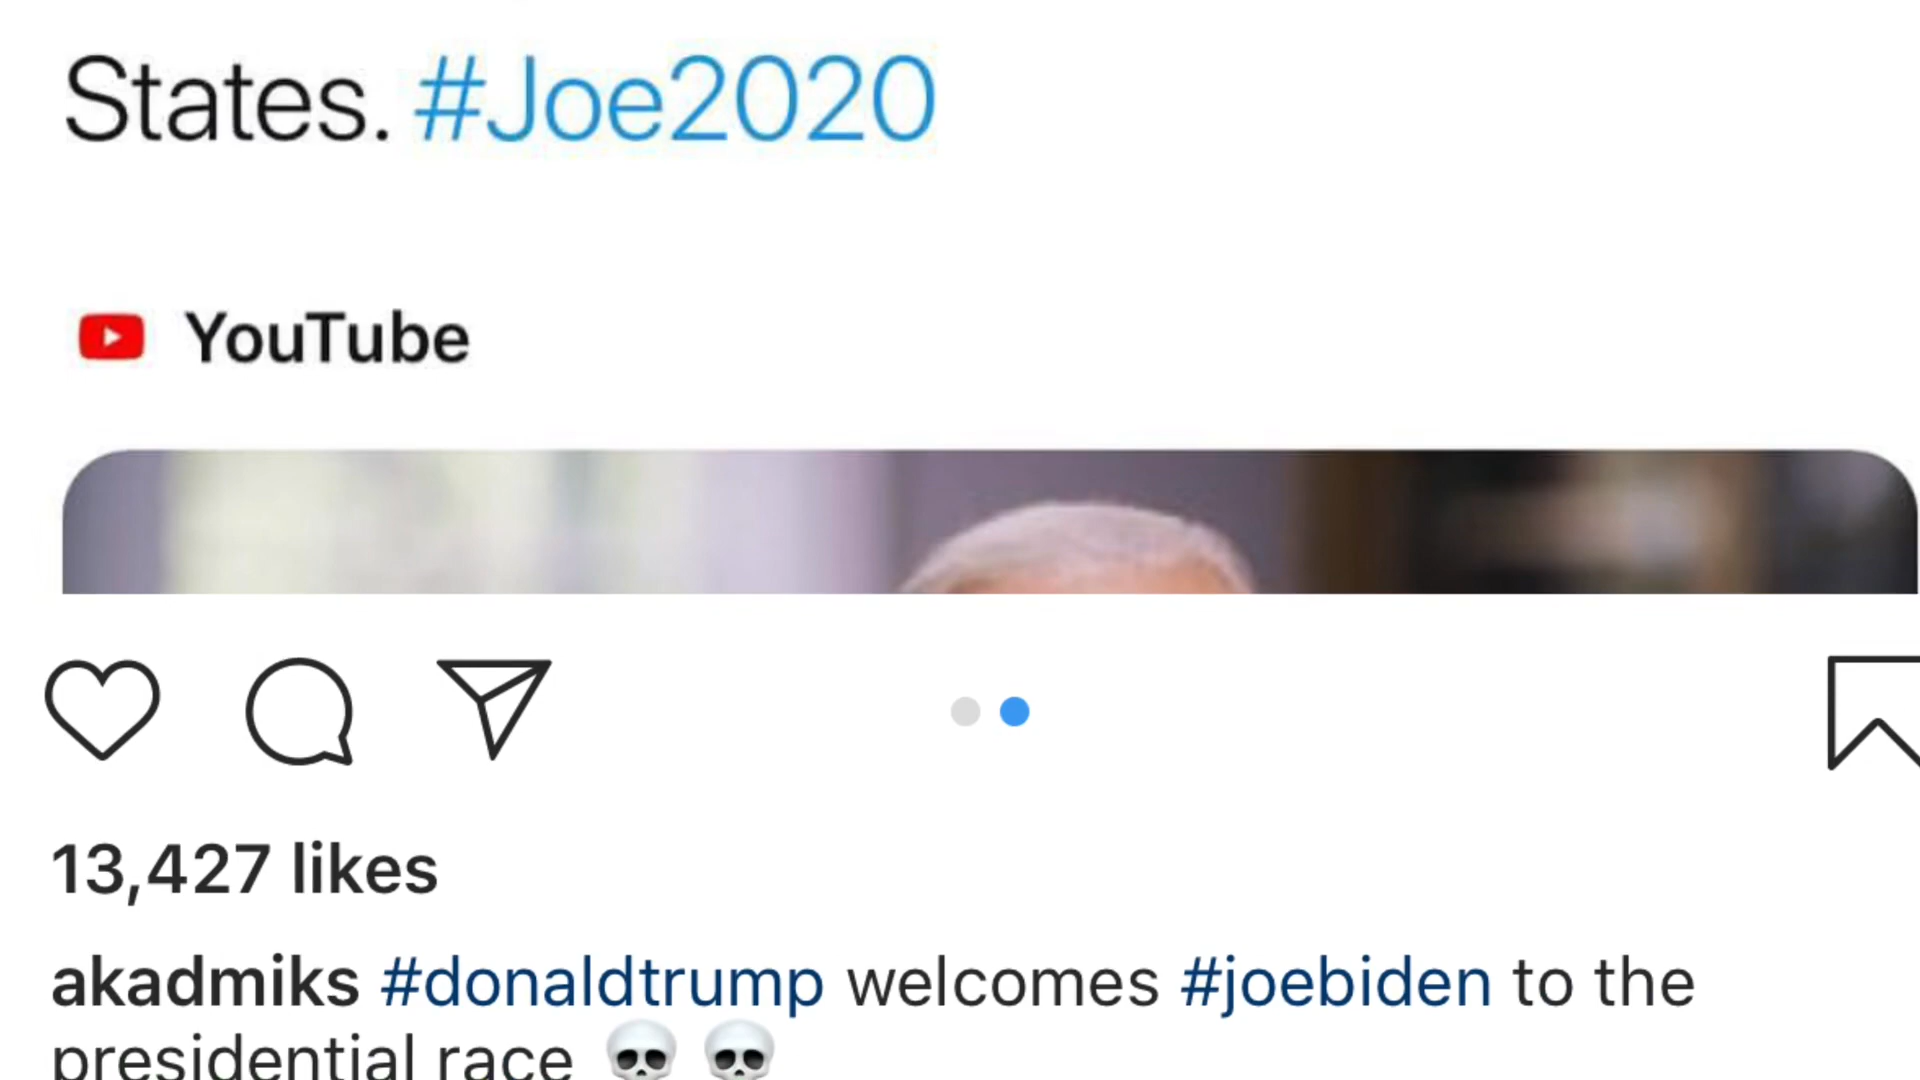 States. #Joe2020
YouTube
13,427 likes
akadmiks #donaldtrump welcomes #joebiden to the
presidential race 💀 💀